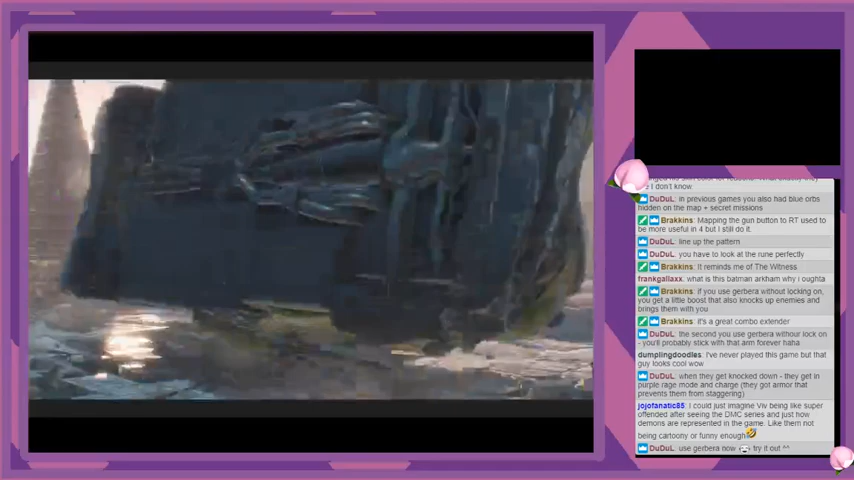 e I don't know
DuDuL: in previous games you also had blue orbs
hidden on the map + secret missions
Brakkins: Mapping the gun button to RT used to
be more useful in 4 but I still do it.
DuDuL: line up the pattern
DuDuL: you have to look at the rune perfectly
Brakkins: It reminds me of The Witness
frankgallaxx: what is this batman arkham why i oughta
Brakkins: if you use gerbera without locking on,
you get a little boost that also knocks up enemies and
brings them with you
Brakkins: it's a great combo extender
DuDuL: the second you use gerbera withour lock on
- you'll probably stick with that arm forever haha
dumplingdoodles: I've never played this game but that
guy looks cool wow
DuDuL: when they get knocked down - they get in
purple rage mode and charge (they got armor that
prevents them from staggering)
jojofanatic85: I could just imagine Viv being like super
offended after seeing the DMC series and just how
demons are represented in the game. Like them not
being cartoony or funny enough
DuDuL: use gerbera now try it out ^^